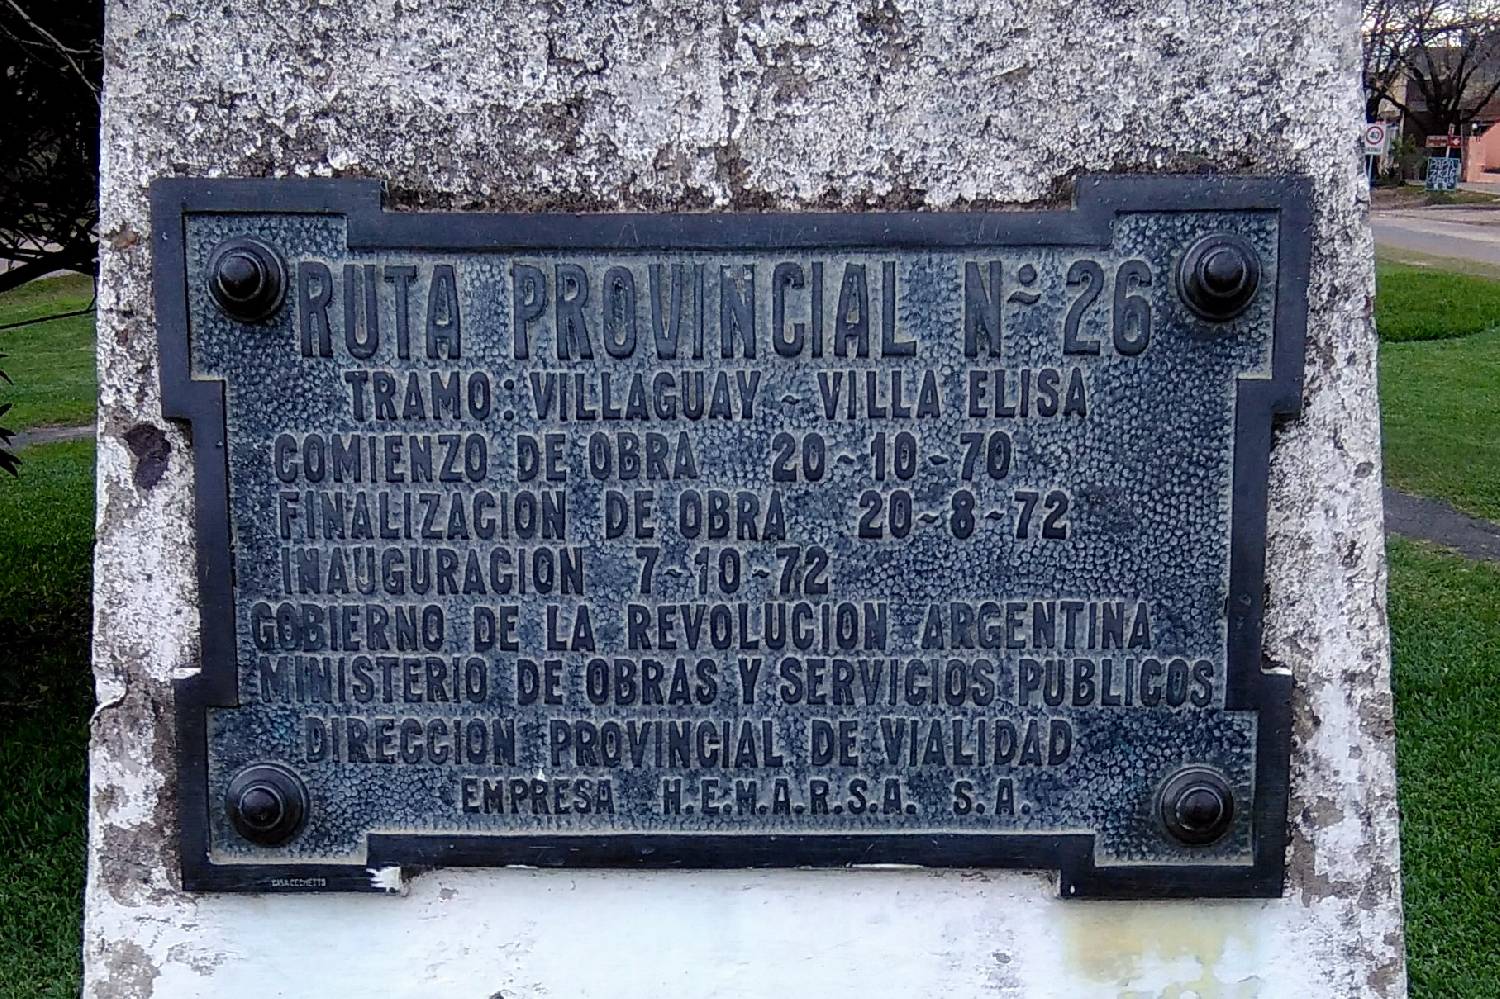 RUTA PROVINCIAL Nº 26
TRAMO: VILLAGUAY - VILLA ELISA
COMIENZO DE OBRA 20-10-70
FINALIZACION DE OBRA 20-8-72
INAUGURACION 7-10-72
GOBIERNO DE LA REVOLUCION ARGENTINA
MINISTERIO DE OBRAS Y SERVICIOS PUBLICOS
DIRECCION PROVINCIAL DE VIALIDAD
EMPRESA H.E.M.A.R.S.A. S.A.